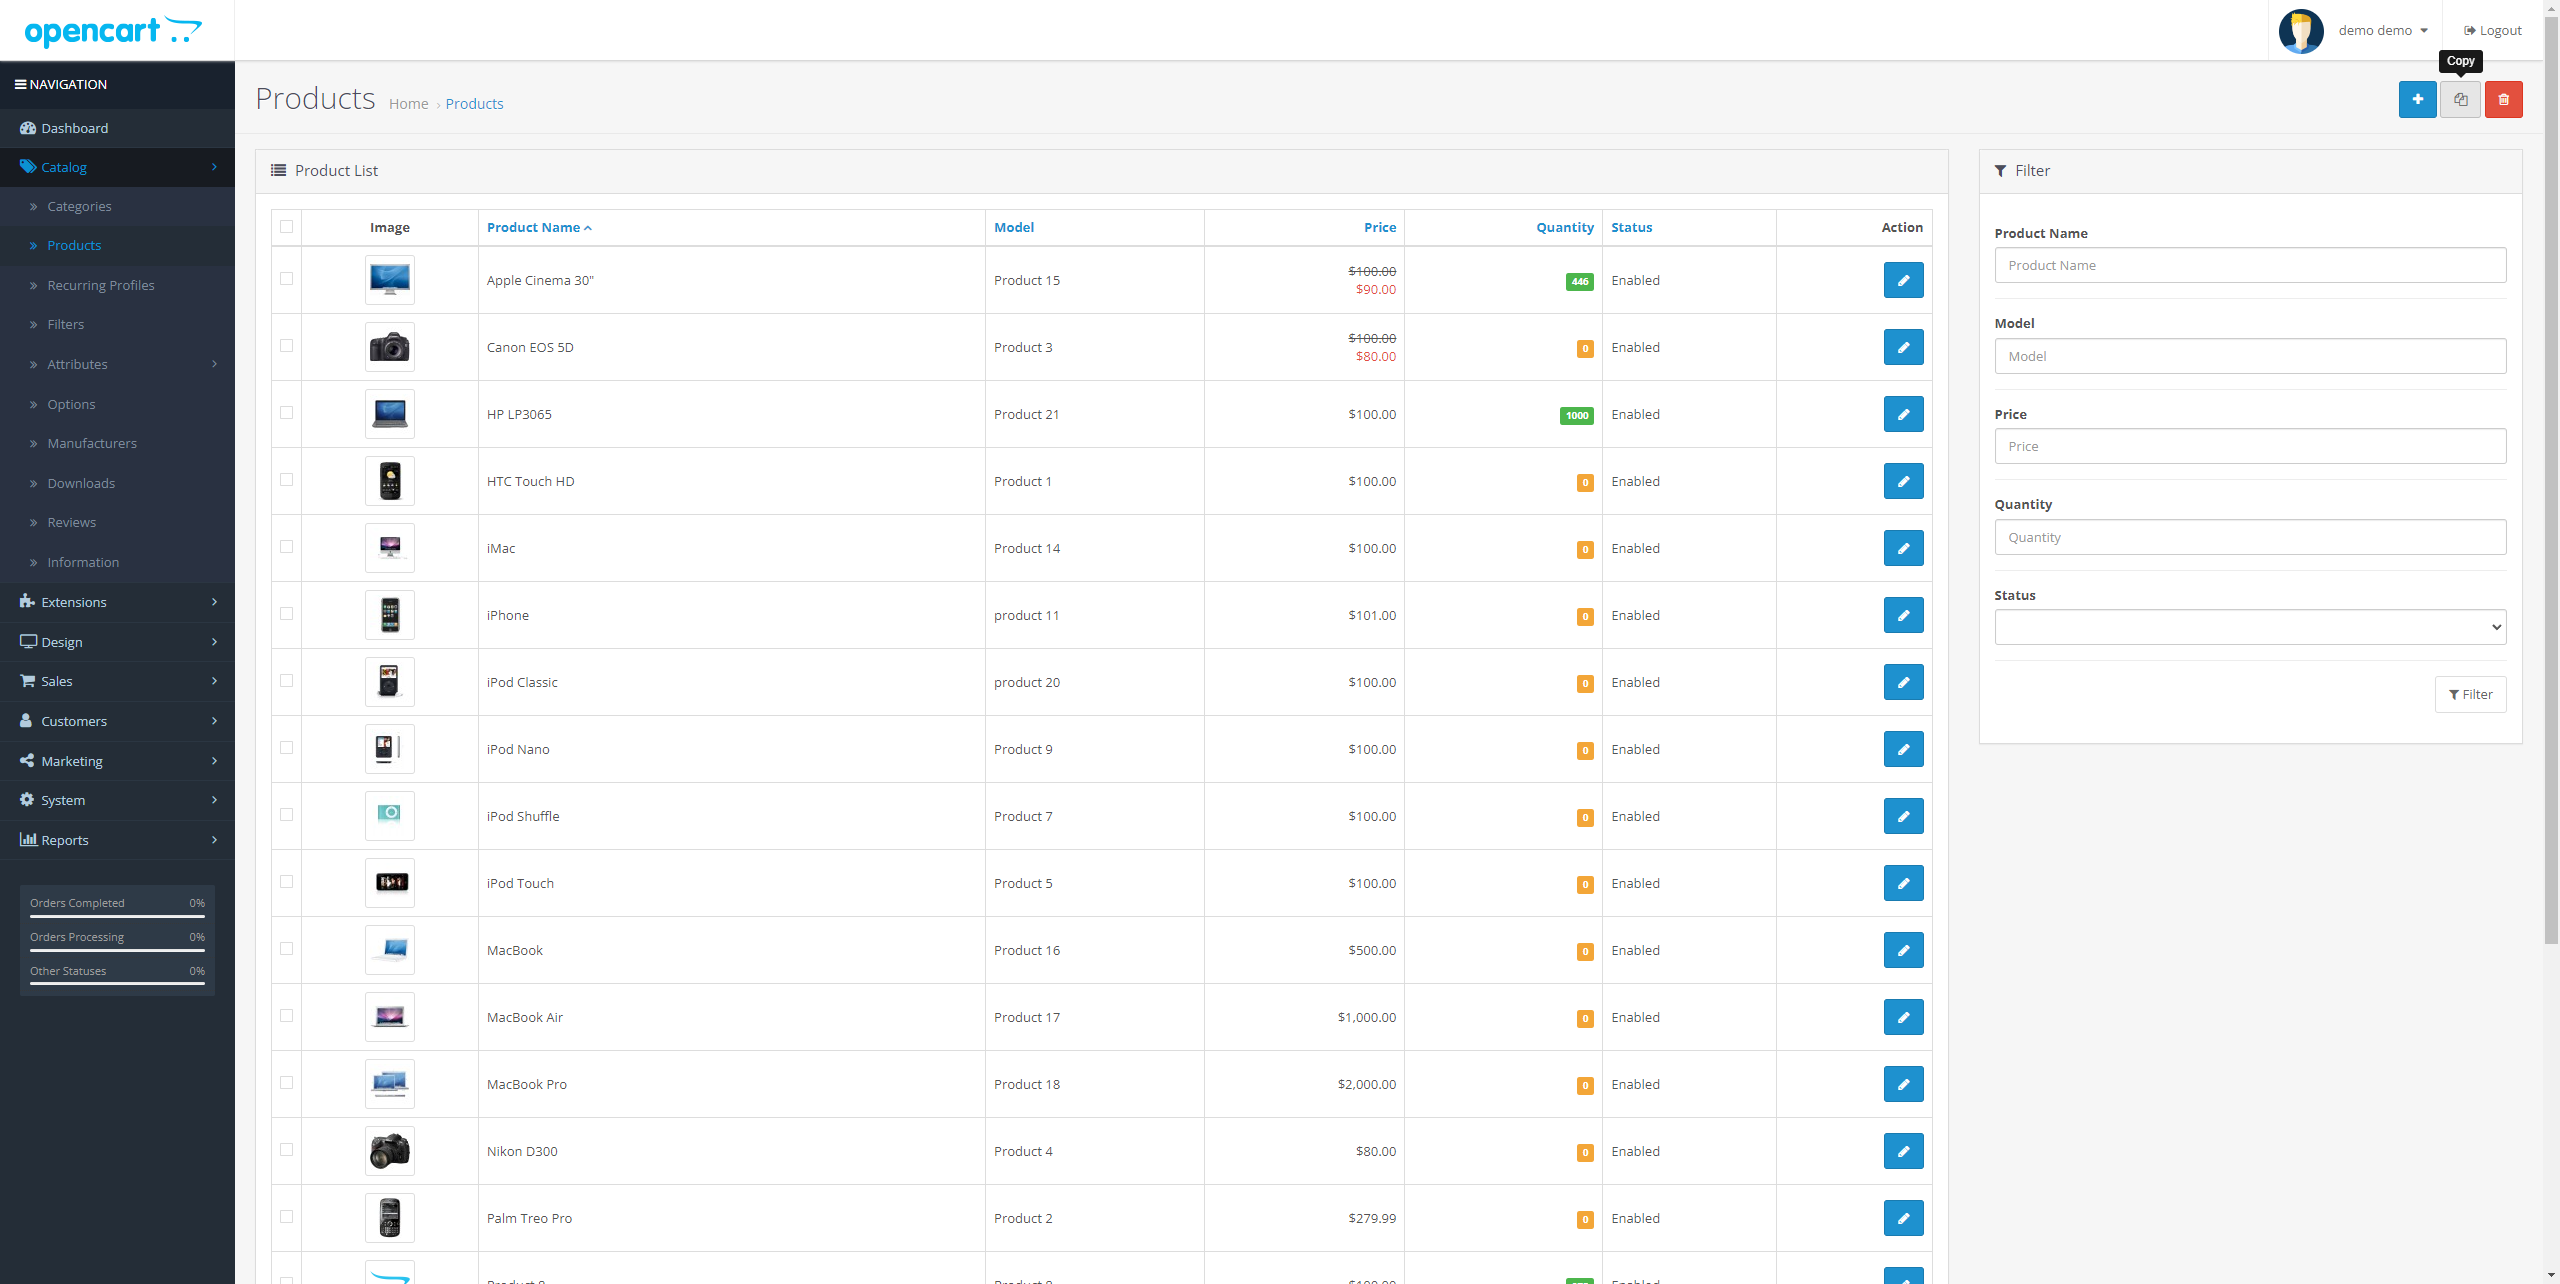 opencart
demo demo
Logout
Copy
NAVIGATION
Dashboard
Catalog
Categories
Products
Recurring Profiles
Filters
Attributes
Options
Manufacturers
Downloads
Reviews
Information
Extensions
Design
Sales
Customers
Marketing
System
Reports
Orders Completed 0%
Orders Processing 0%
Other Statuses 0%
Products Home › Products
Product List
Image Product Name Model Price Quantity Status Action
Apple Cinema 30" Product 15 $100.00 $90.00 446 Enabled
Canon EOS 5D Product 3 $100.00 $80.00 0 Enabled
HP LP3065 Product 21 $100.00 1000 Enabled
HTC Touch HD Product 1 $100.00 0 Enabled
iMac Product 14 $100.00 0 Enabled
iPhone product 11 $101.00 0 Enabled
iPod Classic product 20 $100.00 0 Enabled
iPod Nano Product 9 $100.00 0 Enabled
iPod Shuffle Product 7 $100.00 0 Enabled
iPod Touch Product 5 $100.00 0 Enabled
MacBook Product 16 $500.00 0 Enabled
MacBook Air Product 17 $1,000.00 0 Enabled
MacBook Pro Product 18 $2,000.00 0 Enabled
Nikon D300 Product 4 $80.00 0 Enabled
Palm Treo Pro Product 2 $279.99 0 Enabled
Filter
Product Name
Product Name
Model
Model
Price
Price
Quantity
Quantity
Status
Filter